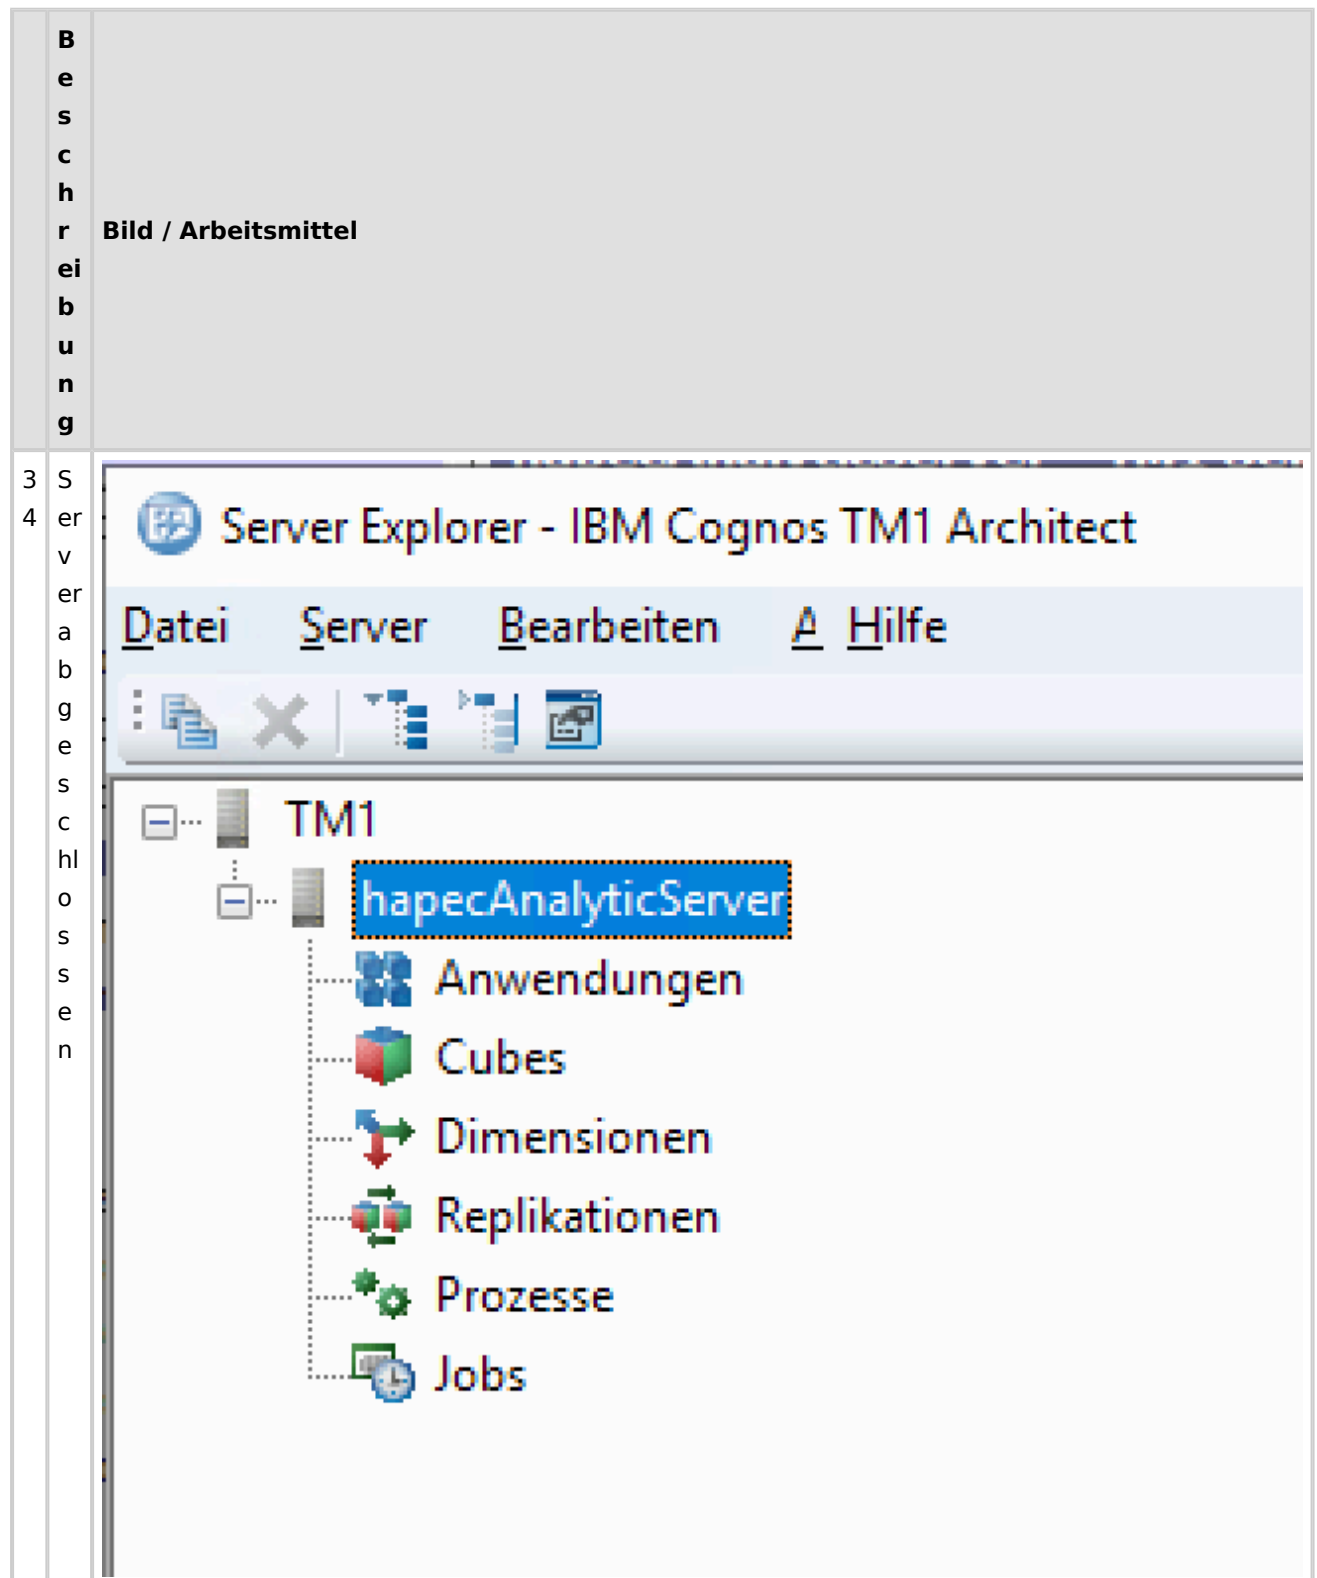 Beschreibung
Bild / Arbeitsmittel
34
Server abgeschlossen
Server Explorer - IBM Cognos TM1 Architect
Datei Server Bearbeiten A Hilfe
TM1
hapecAnalyticServer
Anwendungen
Cubes
Dimensionen
Replikationen
Prozesse
Jobs